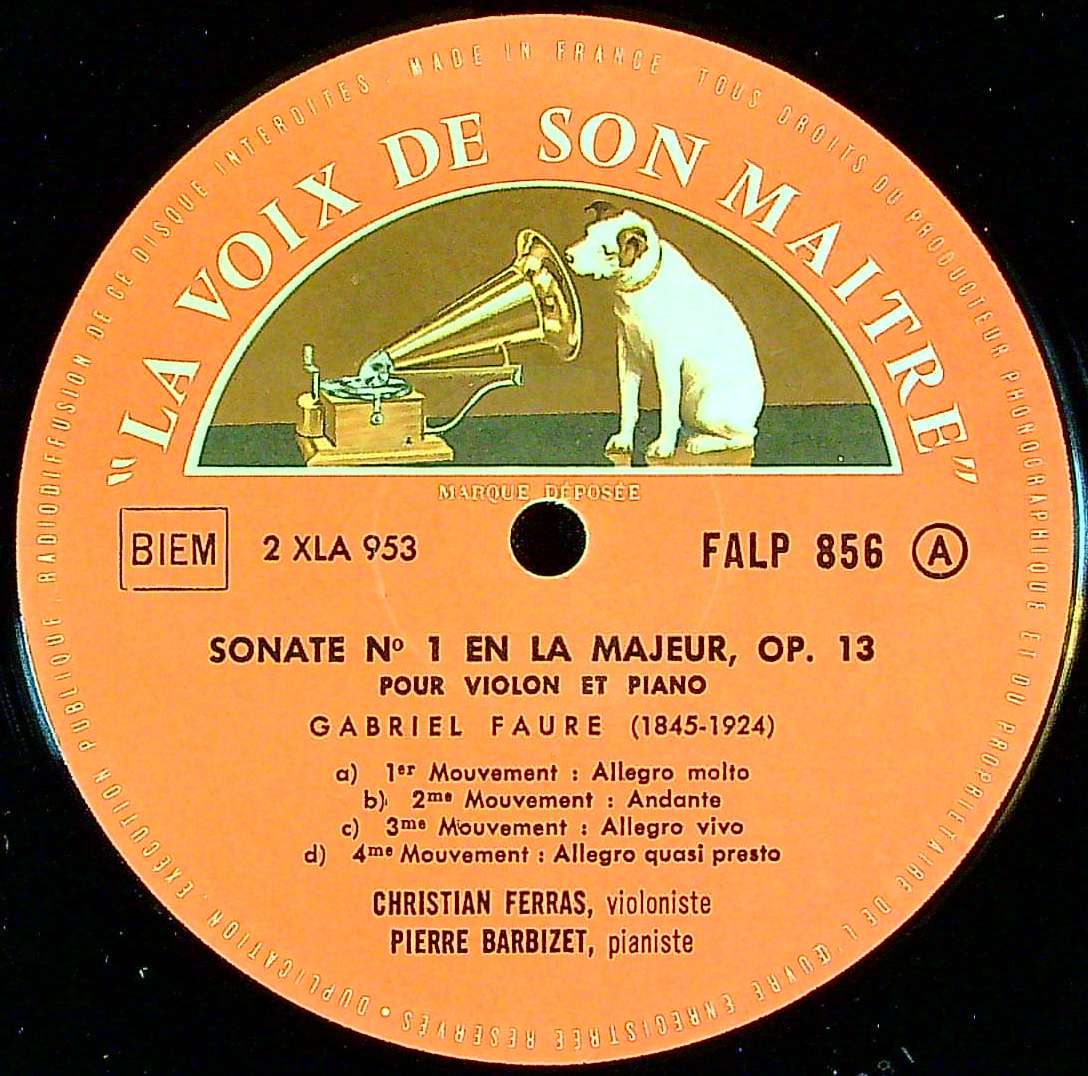 MADE IN FRANCE TOUS DROITS DU PRODUCTEUR PHONOGRAPHIQUE ET DU PROPRIETAIRE DE L'ŒUVRE ENREGISTRÉE RESERVÉS • DUPLICATION . EXÉCUTION PUBLIQUE . RADIODIFFUSION DE CE DISQUE INTERDITES .
"LA VOIX DE SON MAITRE"
MARQUE DÉPOSÉE
BIEM 2 XLA 953 FALP 856 A
SONATE Nº 1 EN LA MAJEUR, OP. 13
POUR VIOLON ET PIANO
GABRIEL FAURE (1845-1924)
a) 1er Mouvement : Allegro molto
b) 2me Mouvement : Andante
c) 3me Mouvement : Allegro vivo
d) 4me Mouvement : Allegro quasi presto
CHRISTIAN FERRAS, violoniste
PIERRE BARBIZET, pianiste